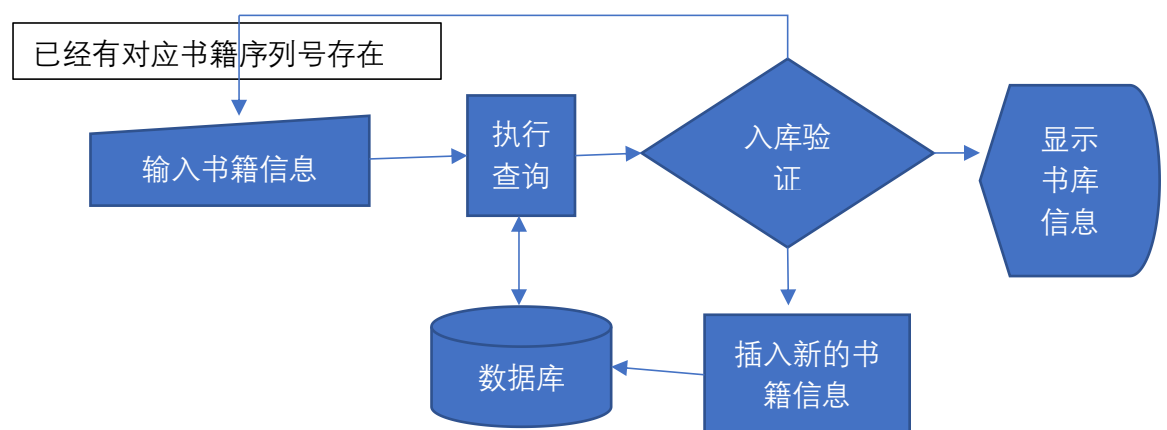 已经有对应书籍序列号存在
输入书籍信息
执行
查询
入库验
证
显示
书库
信息
数据库
插入新的书
籍信息